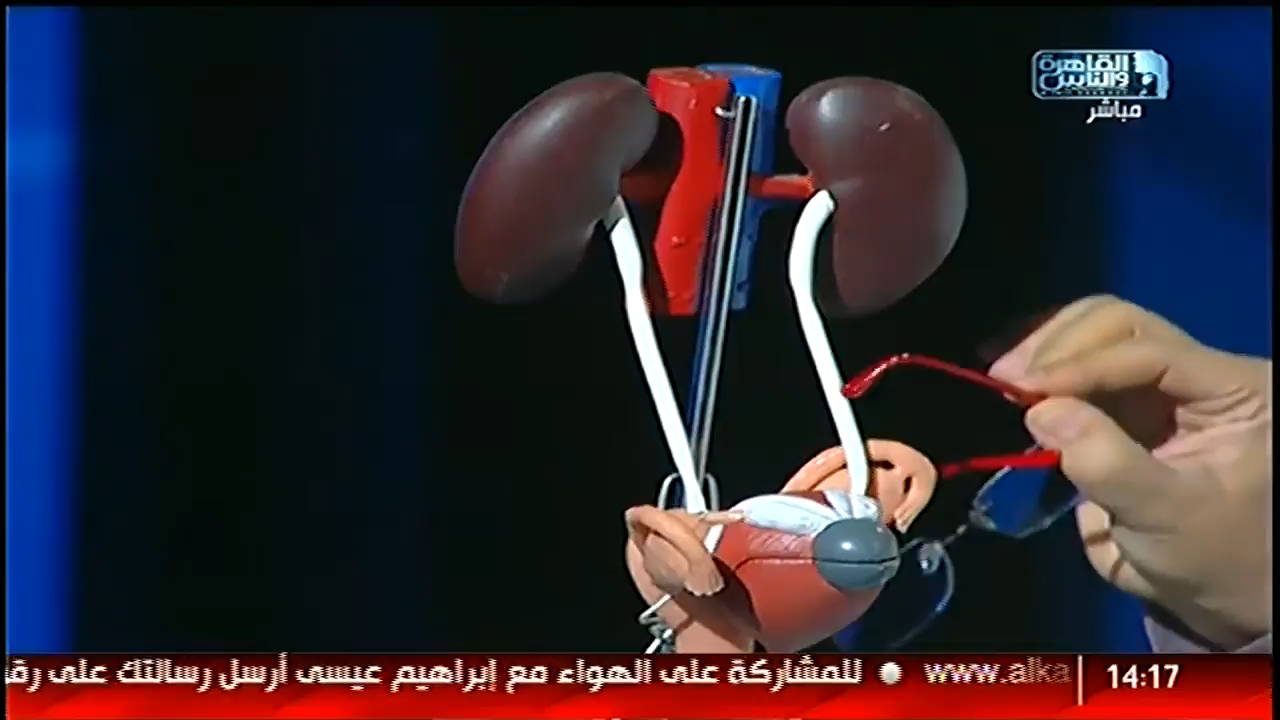 القاهرة
والناس
مباشر
للمشاركة على الهواء مع إبراهيم عيسى أرسل رسالتك على
www.alka
14:17